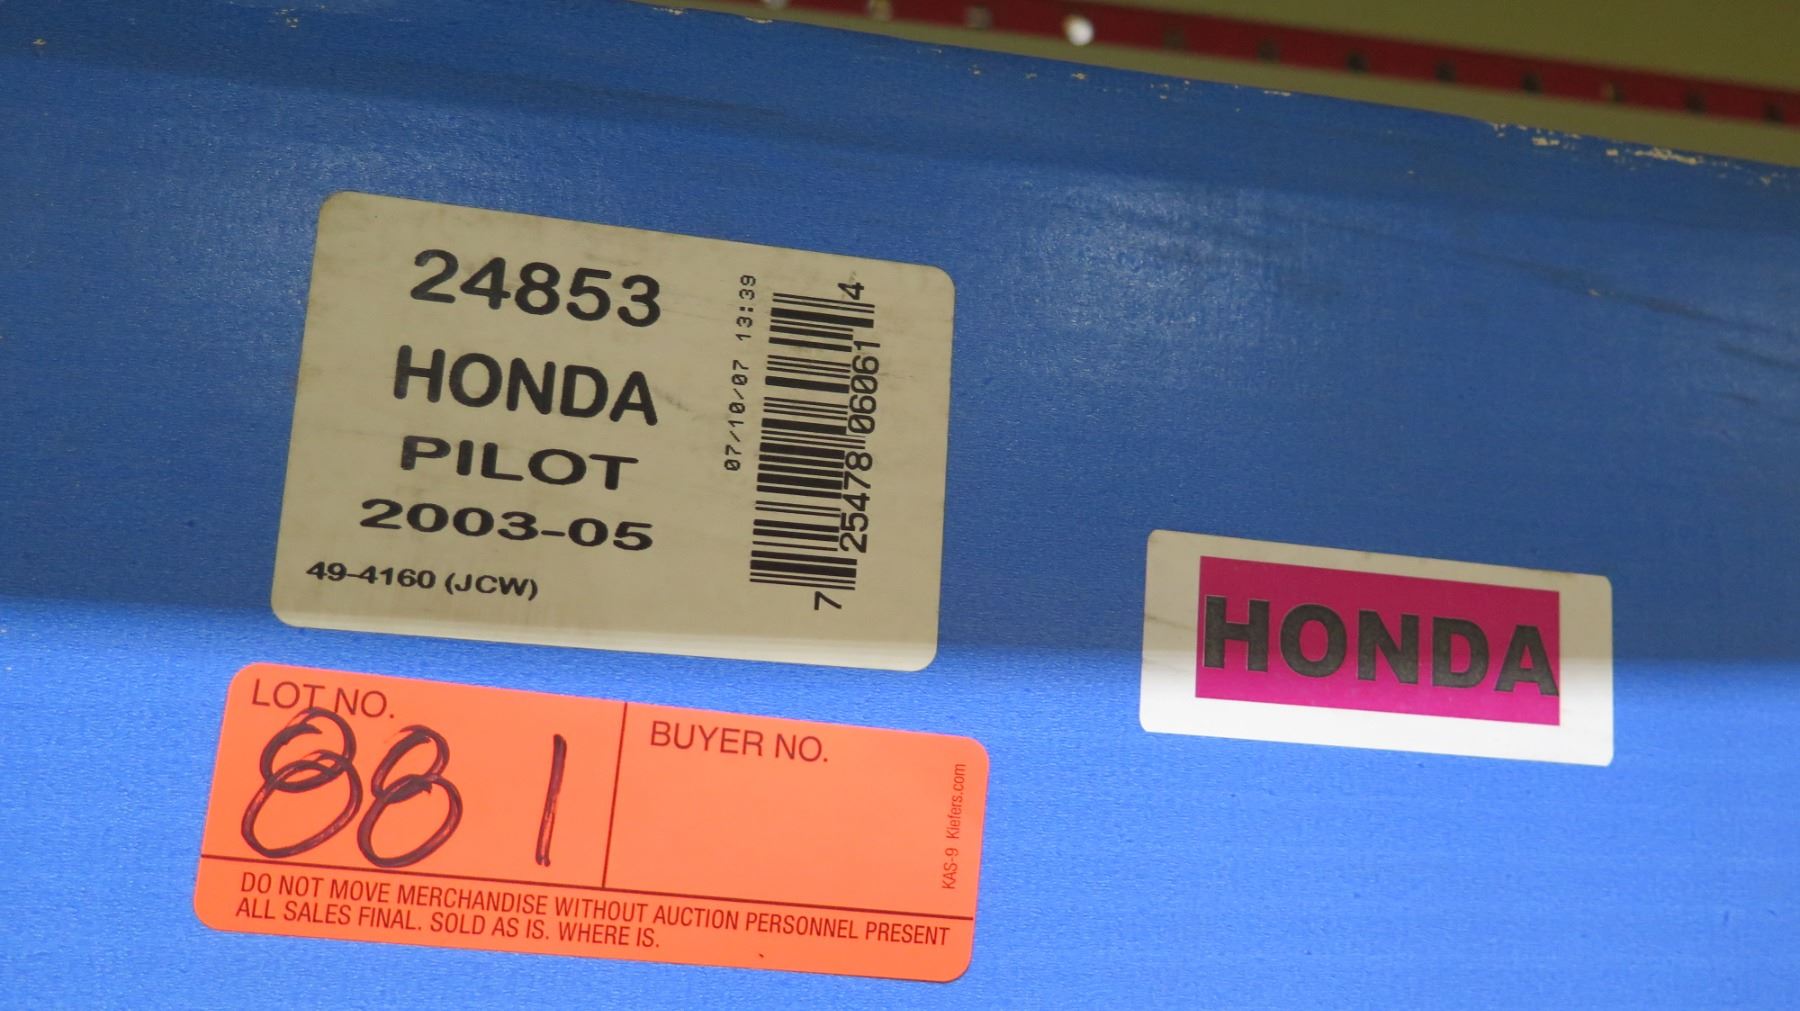 24853
HONDA
PILOT
2003-05
49-4160 (JCW)
07/10/07 13:39
7 25478 06061 4
HONDA
LOT NO.
881
BUYER NO.
KAS-9 Kiefers.com
DO NOT MOVE MERCHANDISE WITHOUT AUCTION PERSONNEL PRESENT
ALL SALES FINAL. SOLD AS IS. WHERE IS.